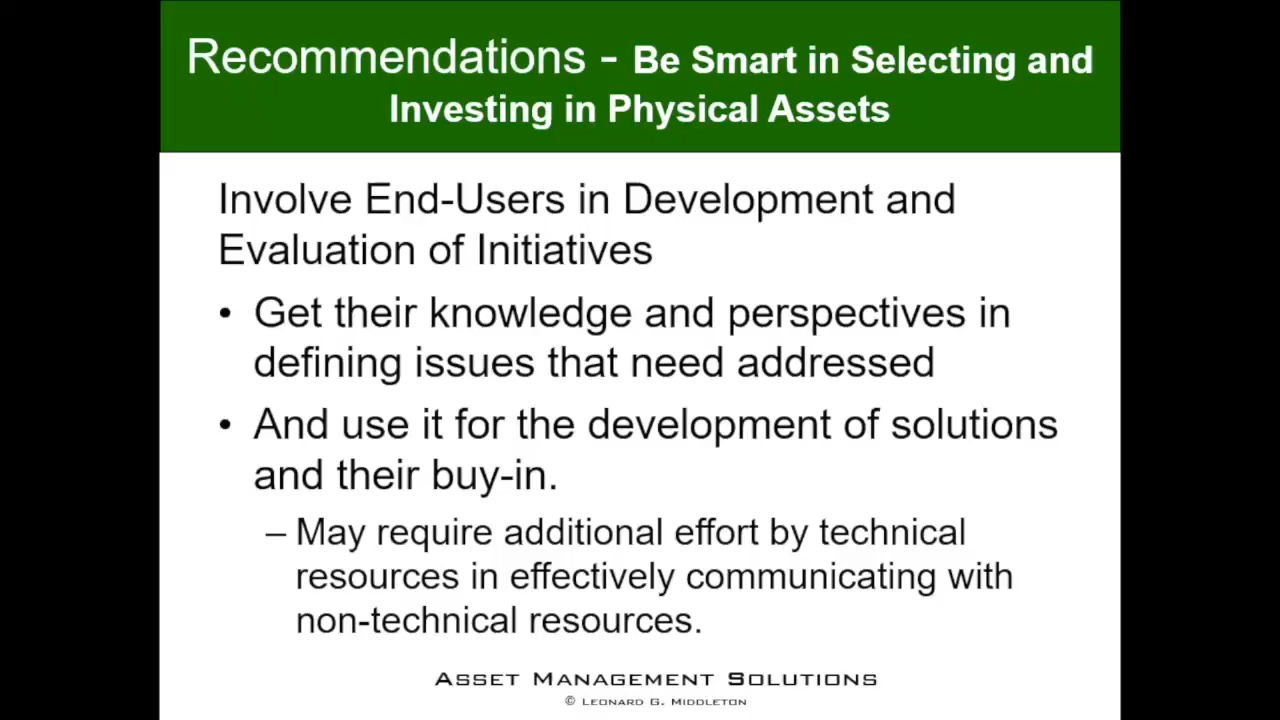 Recommendations - Be Smart in Selecting and
Investing in Physical Assets
Involve End-Users in Development and
Evaluation of Initiatives
• Get their knowledge and perspectives in
defining issues that need addressed
• And use it for the development of solutions
and their buy-in.
– May require additional effort by technical
resources in effectively communicating with
non-technical resources.
Asset Management Solutions
© Leonard G. Middleton